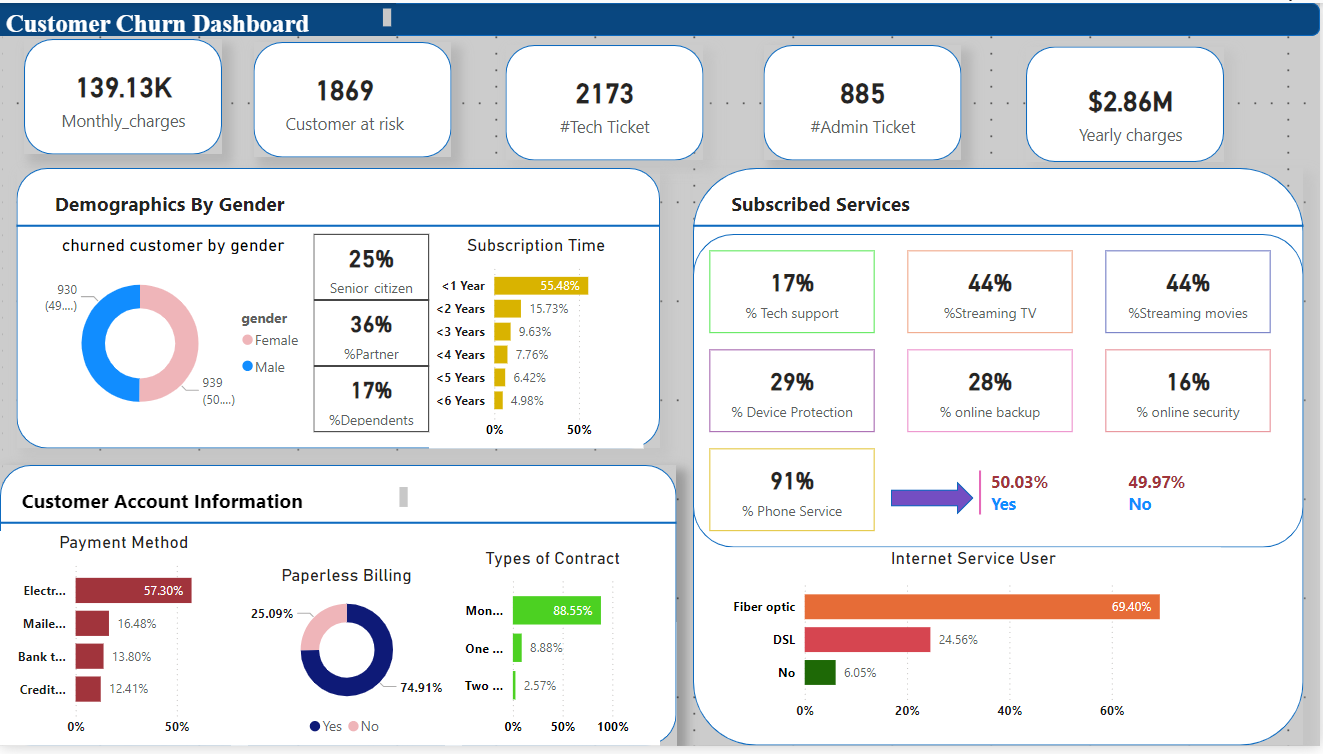 Customer Churn Dashboard
139.13K
Monthly_charges
1869
Customer at risk
2173
#Tech Ticket
885
#Admin Ticket
$2.86M
Yearly charges
Demographics By Gender
churned customer by gender
930
(49....)
939
(50....)
gender
Female
Male
25%
Senior citizen
36%
%Partner
17%
%Dependents
Subscription Time
<1 Year 55.48%
<2 Years 15.73%
<3 Years 9.63%
<4 Years 7.76%
<5 Years 6.42%
<6 Years 4.98%
0% 50%
Subscribed Services
17%
% Tech support
44%
%Streaming TV
44%
%Streaming movies
29%
% Device Protection
28%
% online backup
16%
% online security
91%
% Phone Service
50.03%
Yes
49.97%
No
Internet Service User
Fiber optic 69.40%
DSL 24.56%
No 6.05%
0% 20% 40% 60%
Customer Account Information
Payment Method
Electr... 57.30%
Maile... 16.48%
Bank t... 13.80%
Credit... 12.41%
0% 50%
Paperless Billing
25.09%
74.91%
Yes No
Types of Contract
Mon... 88.55%
One ... 8.88%
Two ... 2.57%
0% 50% 100%